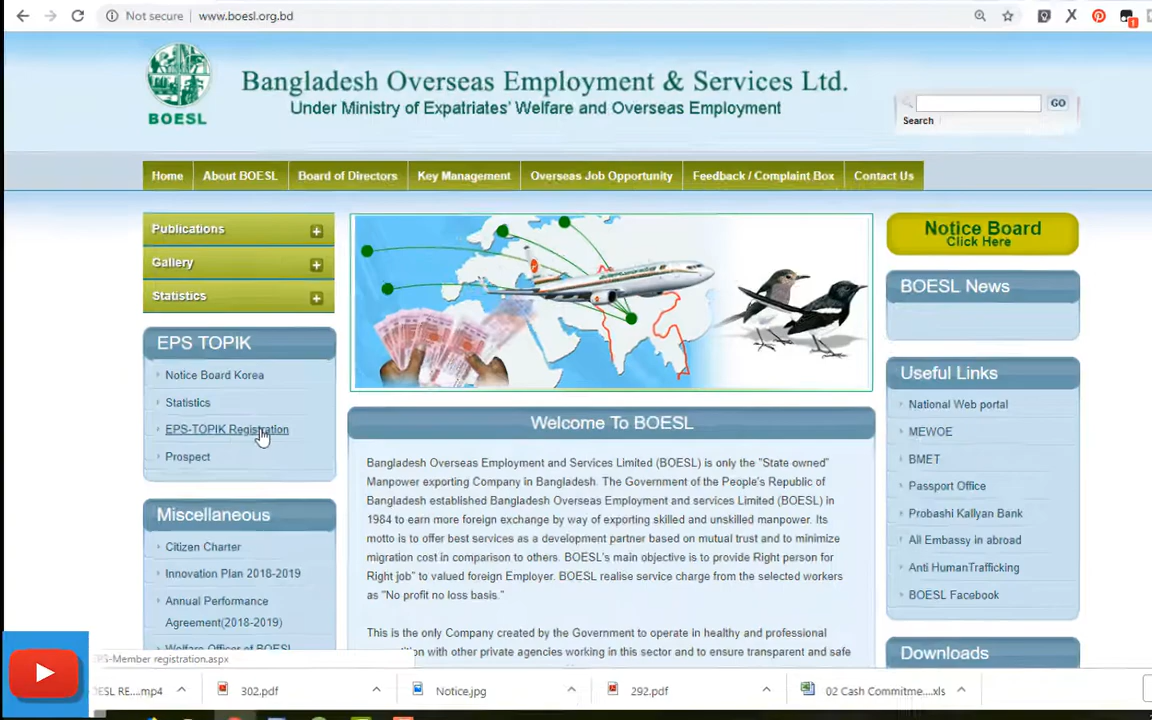 Not secure | www.boesl.org.bd
Bangladesh Overseas Employment & Services Ltd.
Under Ministry of Expatriates' Welfare and Overseas Employment
BOESL
GO
Search
Home
About BOESL
Board of Directors
Key Management
Overseas Job Opportunity
Feedback / Complaint Box
Contact Us
Publications
Gallery
Statistics
EPS TOPIK
Notice Board Korea
Statistics
EPS-TOPIK Registration
Prospect
Miscellaneous
Citizen Charter
Innovation Plan 2018-2019
Annual Performance
Agreement(2018-2019)
Welfare Officer of BOESL
Welcome To BOESL
Bangladesh Overseas Employment and Services Limited (BOESL) is only the "State owned"
Manpower exporting Company in Bangladesh. The Government of the People's Republic of
Bangladesh established Bangladesh Overseas Employment and services Limited (BOESL) in
1984 to earn more foreign exchange by way of exporting skilled and unskilled manpower. Its
motto is to offer best services as a development partner based on mutual trust and to minimize
migration cost in comparison to others. BOESL's main objective is to provide Right person for
Right job" to valued foreign Employer. BOESL realise service charge from the selected workers
as "No profit no loss basis."
This is the only Company created by the Government to operate in healthy and professional
with other private agencies working in this sector and to ensure transparent and safe
Notice Board
Click Here
BOESL News
Useful Links
National Web portal
MEWOE
BMET
Passport Office
Probashi Kallyan Bank
All Embassy in abroad
Anti HumanTrafficking
BOESL Facebook
Downloads
PS-Member registration.aspx
ESL RE....mp4
302.pdf
Notice.jpg
292.pdf
02 Cash Commitme....xls